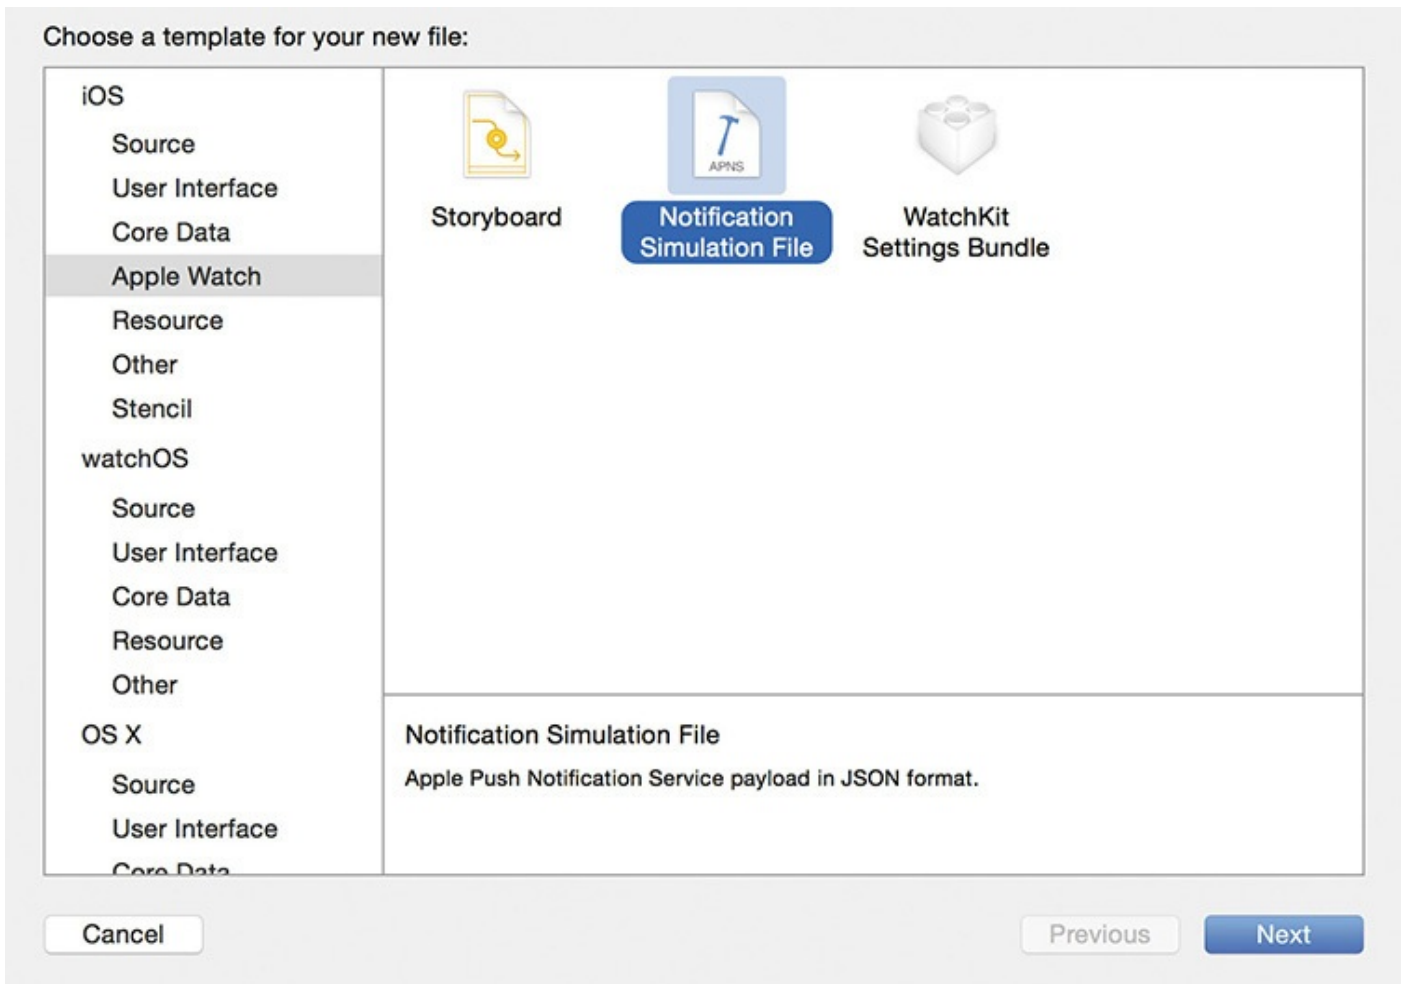 Choose a template for your new file:
iOS
Source
User Interface
Core Data
Apple Watch
Resource
Other
Stencil
watchOS
Source
User Interface
Core Data
Resource
Other
OS X
Source
User Interface
Core Data
Storyboard
APNS
Notification
Simulation File
WatchKit
Settings Bundle
Notification Simulation File
Apple Push Notification Service payload in JSON format.
Cancel
Previous
Next